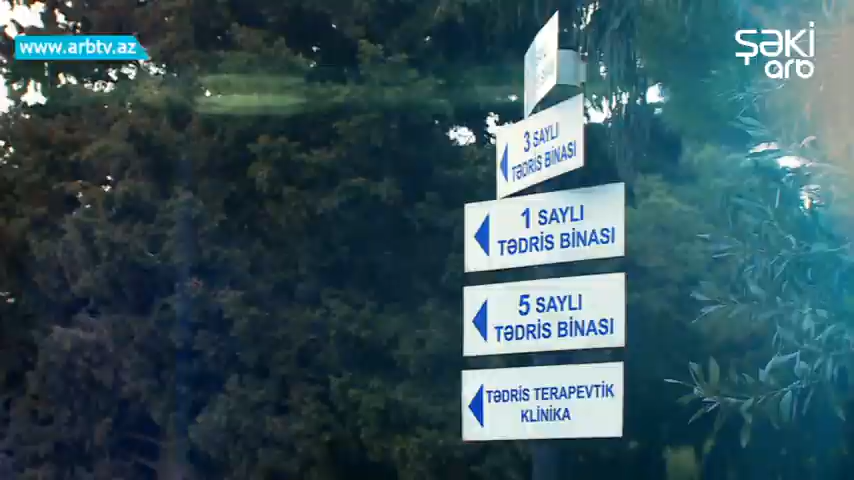 www.arbtv.az
şəki
arb
3 SAYLI
TƏDRİS BİNASI
1 SAYLI
TƏDRİS BİNASI
5 SAYLI
TƏDRİS BİNASI
TƏDRİS TERAPEVTİK
KLİNİKA